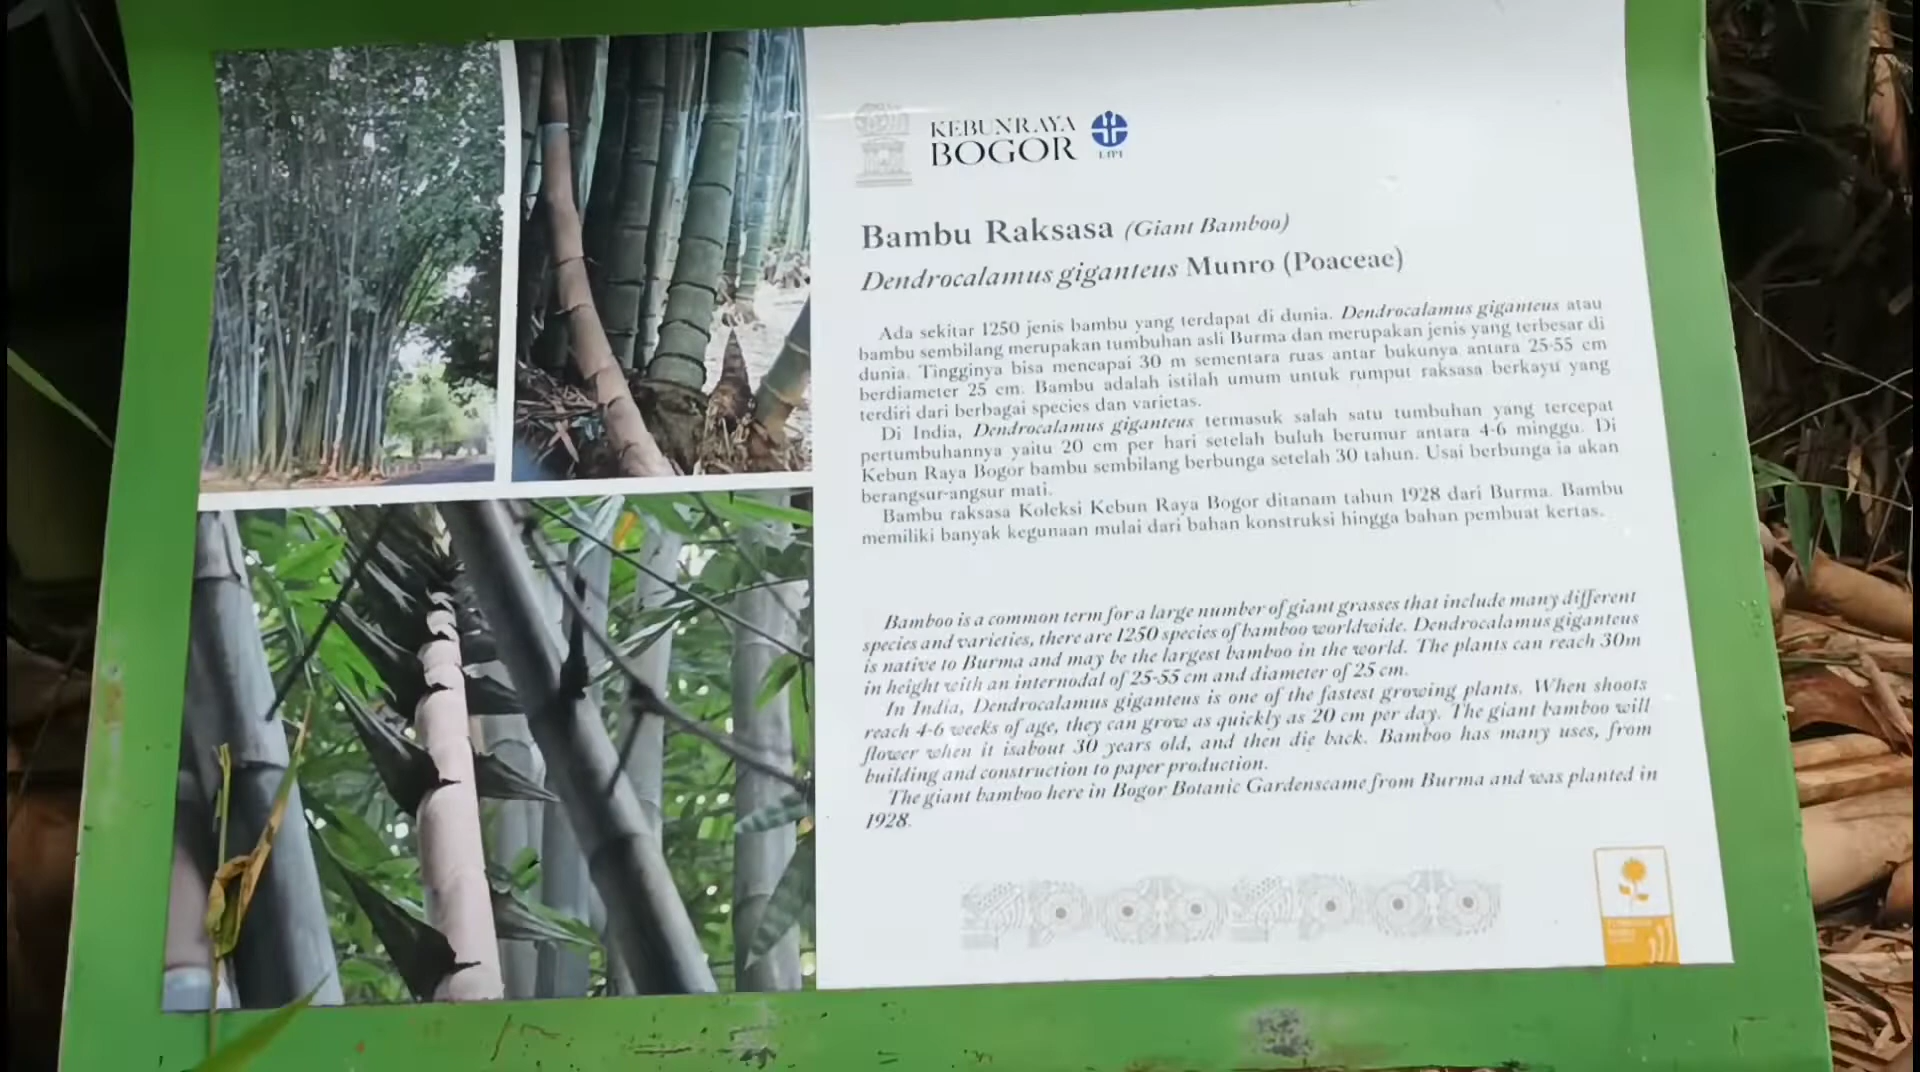 KEBUN RAYA
BOGOR
LIPI
Bambu Raksasa (Giant Bamboo)
Dendrocalamus giganteus Munro (Poaceae)
Ada sekitar 1250 jenis bambu yang terdapat di dunia. Dendrocalamus giganteus atau
bambu sembilang merupakan tumbuhan asli Burma dan merupakan jenis yang terbesar di
dunia. Tingginya bisa mencapai 30 m sementara ruas antar bukunya antara 25-55 cm
berdiameter 25 cm. Bambu adalah istilah umum untuk rumput raksasa berkayu yang
terdiri dari berbagai species dan varietas.
Di India, Dendrocalamus giganteus termasuk salah satu tumbuhan yang tercepat
pertumbuhannya yaitu 20 cm per hari setelah buluh berumur antara 4-6 minggu. Di
Kebun Raya Bogor bambu sembilang berbunga setelah 30 tahun. Usai berbunga ia akan
berangsur-angsur mati.
Bambu raksasa Koleksi Kebun Raya Bogor ditanam tahun 1928 dari Burma. Bambu
memiliki banyak kegunaan mulai dari bahan konstruksi hingga bahan pembuat kertas.
Bamboo is a common term for a large number of giant grasses that include many different
species and varieties, there are 1250 species of bamboo worldwide. Dendrocalamus giganteus
is native to Burma and may be the largest bamboo in the world. The plants can reach 30m
in height with an internodal of 25-55 cm and diameter of 25 cm.
In India, Dendrocalamus giganteus is one of the fastest growing plants. When shoots
reach 4-6 weeks of age, they can grow as quickly as 20 cm per day. The giant bamboo will
flower when it isabout 30 years old, and then die back. Bamboo has many uses, from
building and construction to paper production.
The giant bamboo here in Bogor Botanic Gardenscame from Burma and was planted in
1928.